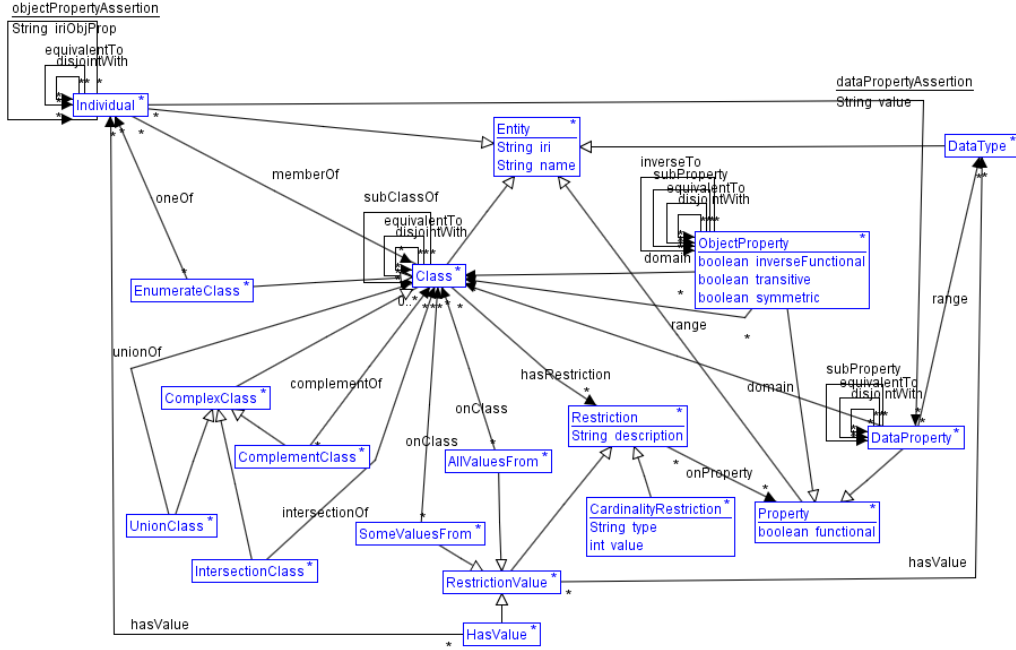 objectPropertyAssertion
String iriObjProp
equivalentTo
disjointWith
* * *
Individual *
dataPropertyAssertion
String value
Entity *
String iri
String name
DataType *
memberOf
oneOf
subClassOf
equivalentTo
disjointWith
Class *
0..
EnumerateClass *
inverseTo
subProperty
equivalentTo
disjointWith
ObjectProperty *
boolean inverseFunctional
boolean transitive
boolean symmetric
domain
range
range
unionOf
complementOf
hasRestriction
onClass
onClass
domain
ComplexClass *
ComplementClass *
AllValuesFrom *
Restriction *
String description
subProperty
equivalentTo
disjointWith
DataProperty *
onProperty
UnionClass *
intersectionOf
IntersectionClass *
SomeValuesFrom *
CardinalityRestriction *
String type
int value
Property *
boolean functional
RestrictionValue *
hasValue
HasValue *
hasValue